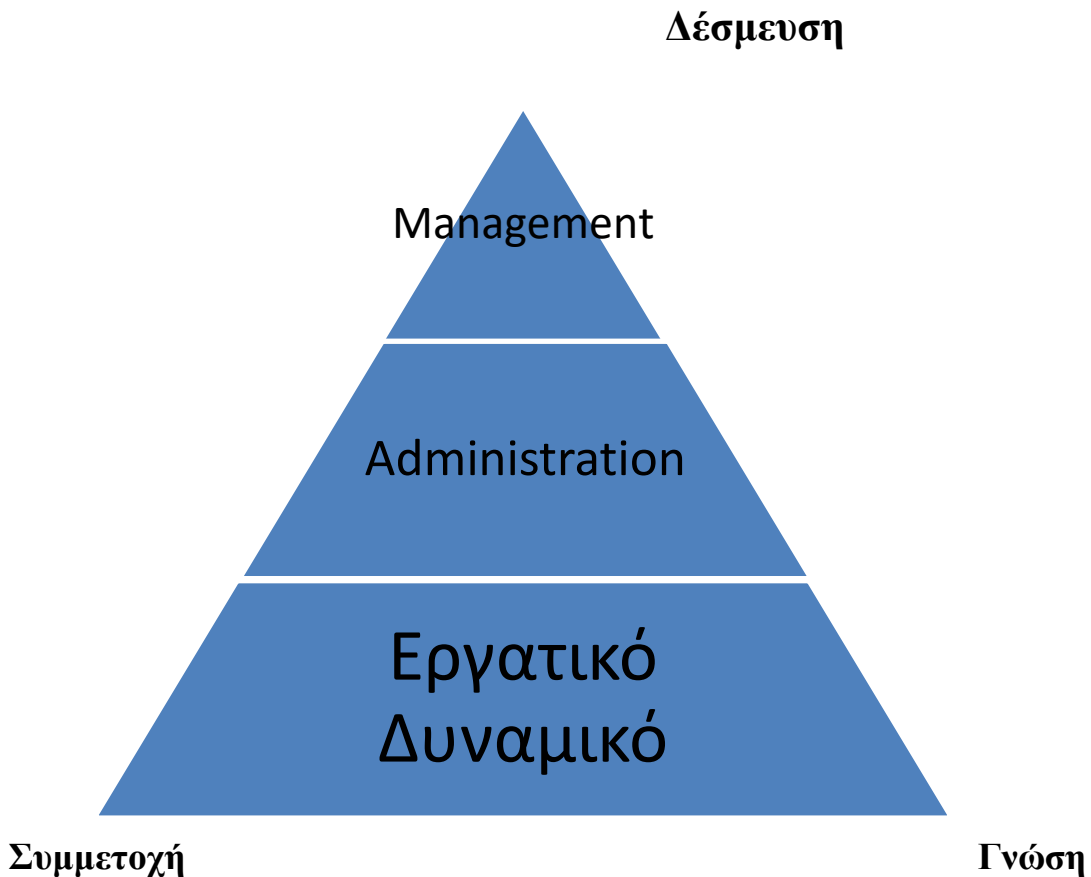 Δέσμευση
Management
Administration
Εργατικό
Δυναμικό
Συμμετοχή
Γνώση